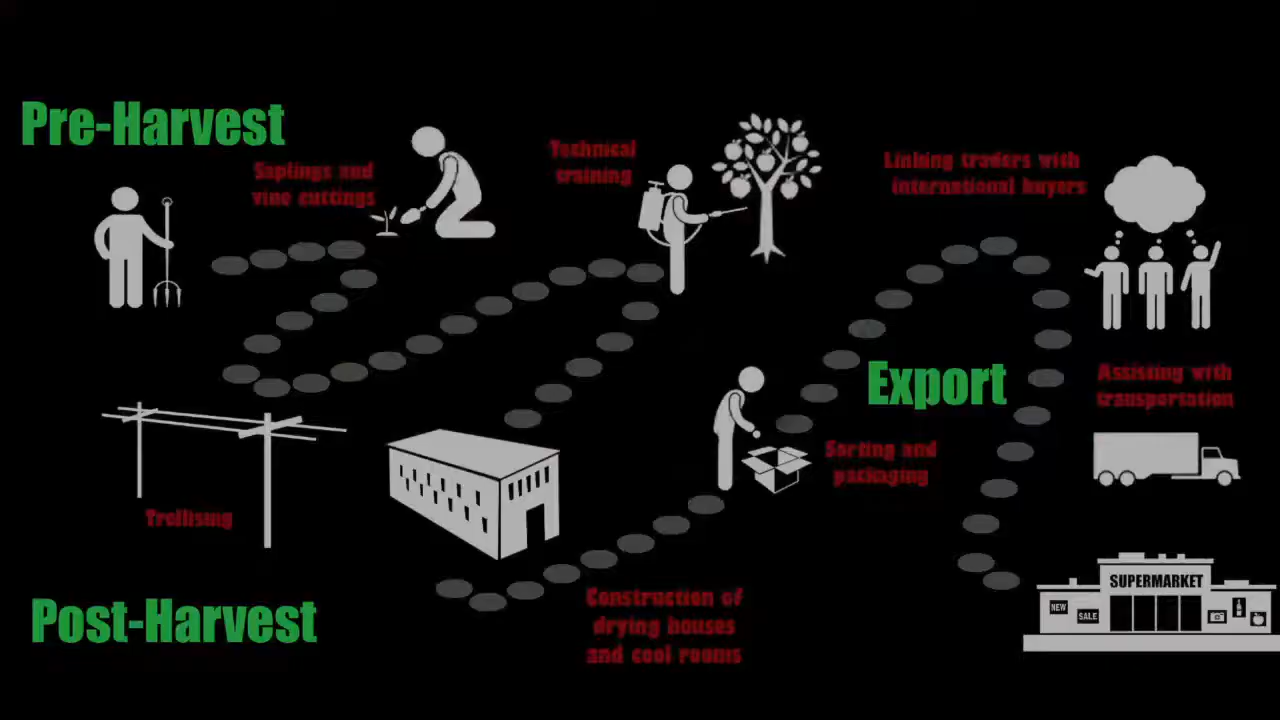 Pre-Harvest
Saplings and
vine cuttings
Technical
training
Linking traders with
international buyers
Export
Assisting with
transportation
Sorting and
packaging
Trellising
Post-Harvest
Construction of
drying houses
and cool rooms
SUPERMARKET
NEW
SALE